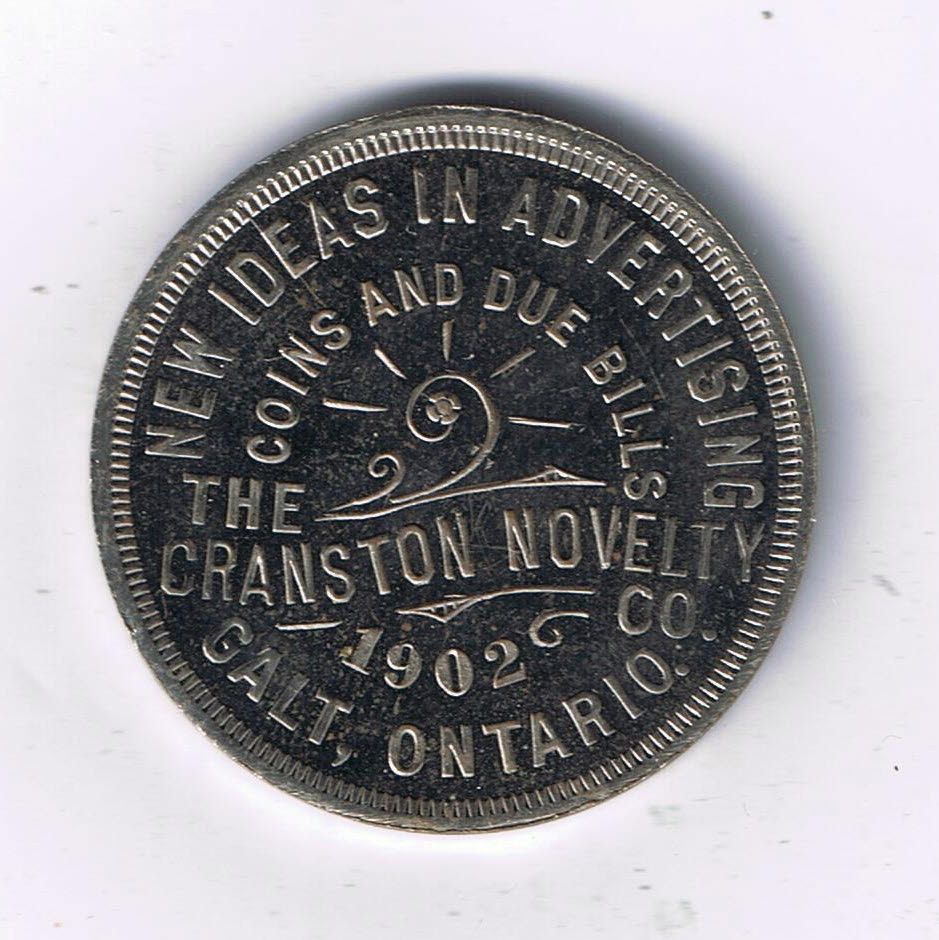 NEW IDEAS IN ADVERTISING
COINS AND DUE BILLS
THE
CRANSTON NOVELTY
CO.
1902
GALT, ONTARIO.